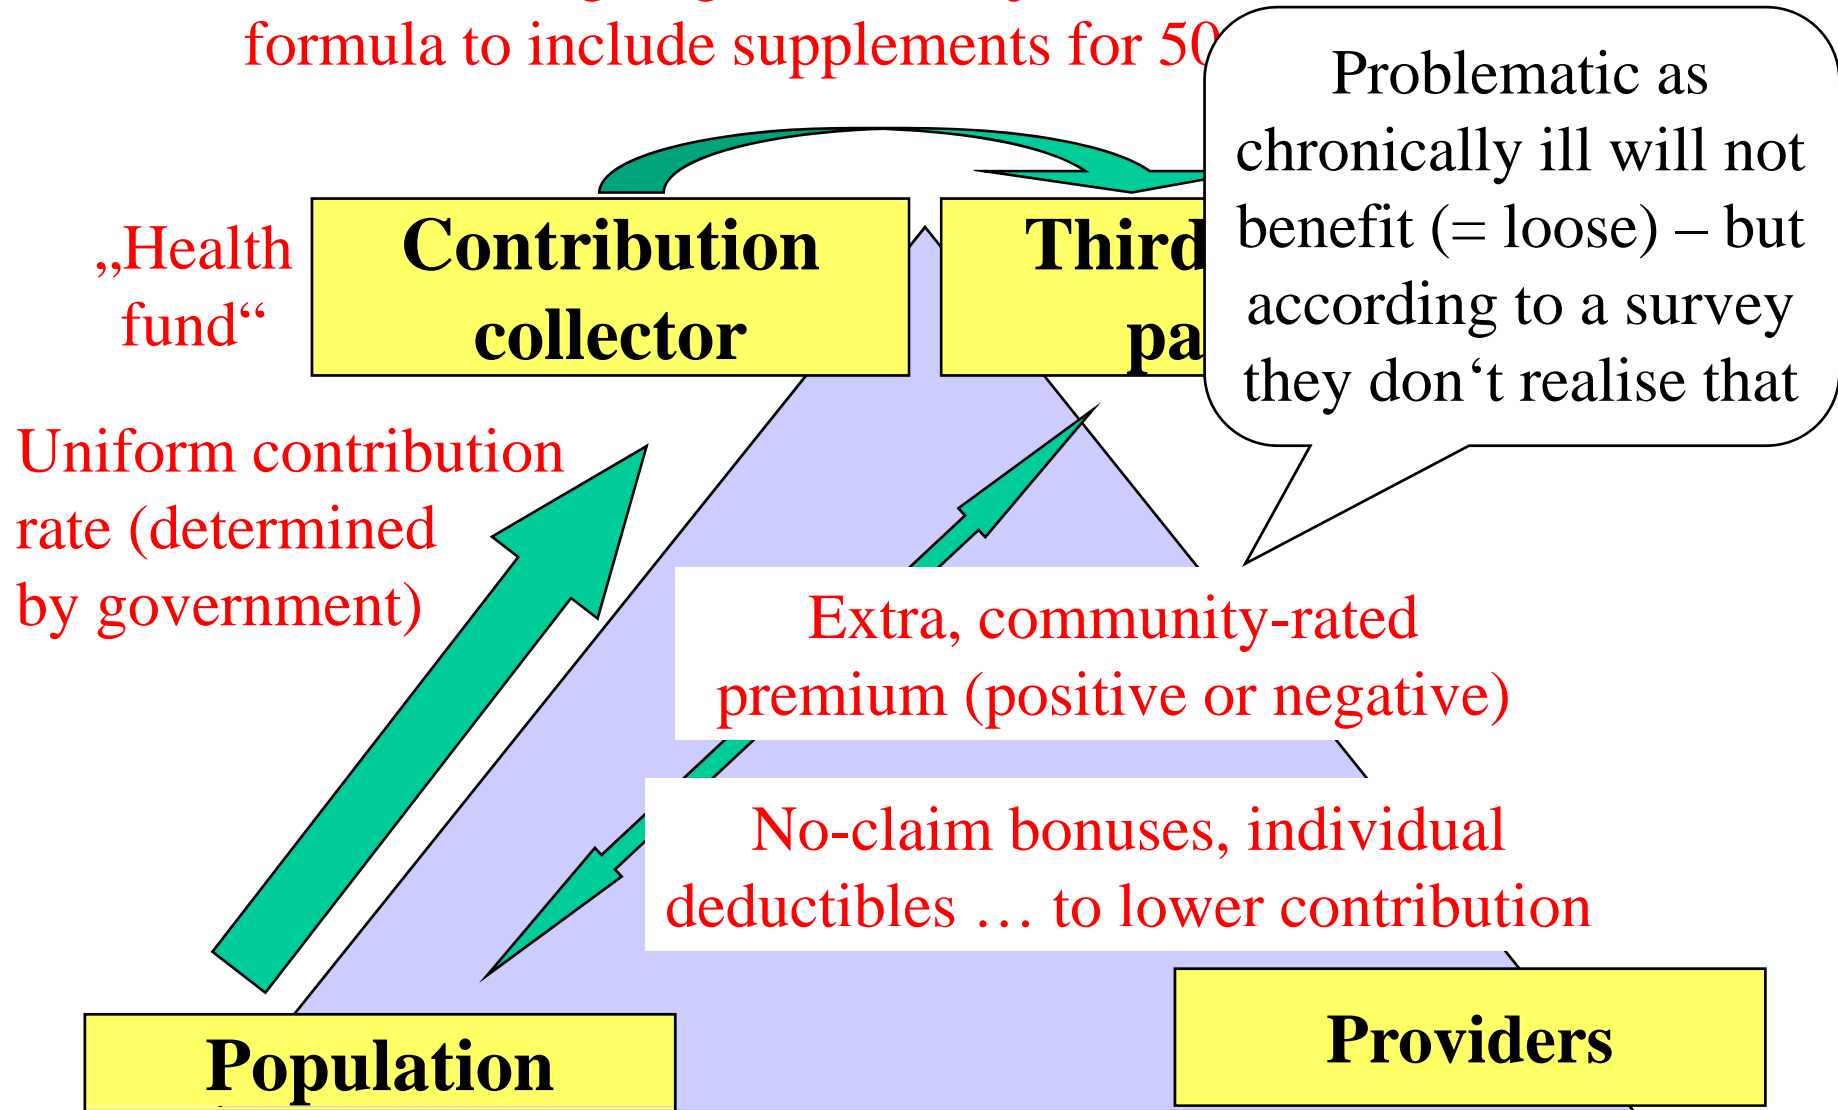 formula to include supplements for 50
Problematic as
chronically ill will not
benefit (= loose) – but
according to a survey
they don‘t realise that
„Health
fund“
Contribution
collector
Third
pa
Uniform contribution
rate (determined
by government)
Extra, community-rated
premium (positive or negative)
No-claim bonuses, individual
deductibles … to lower contribution
Population
Providers